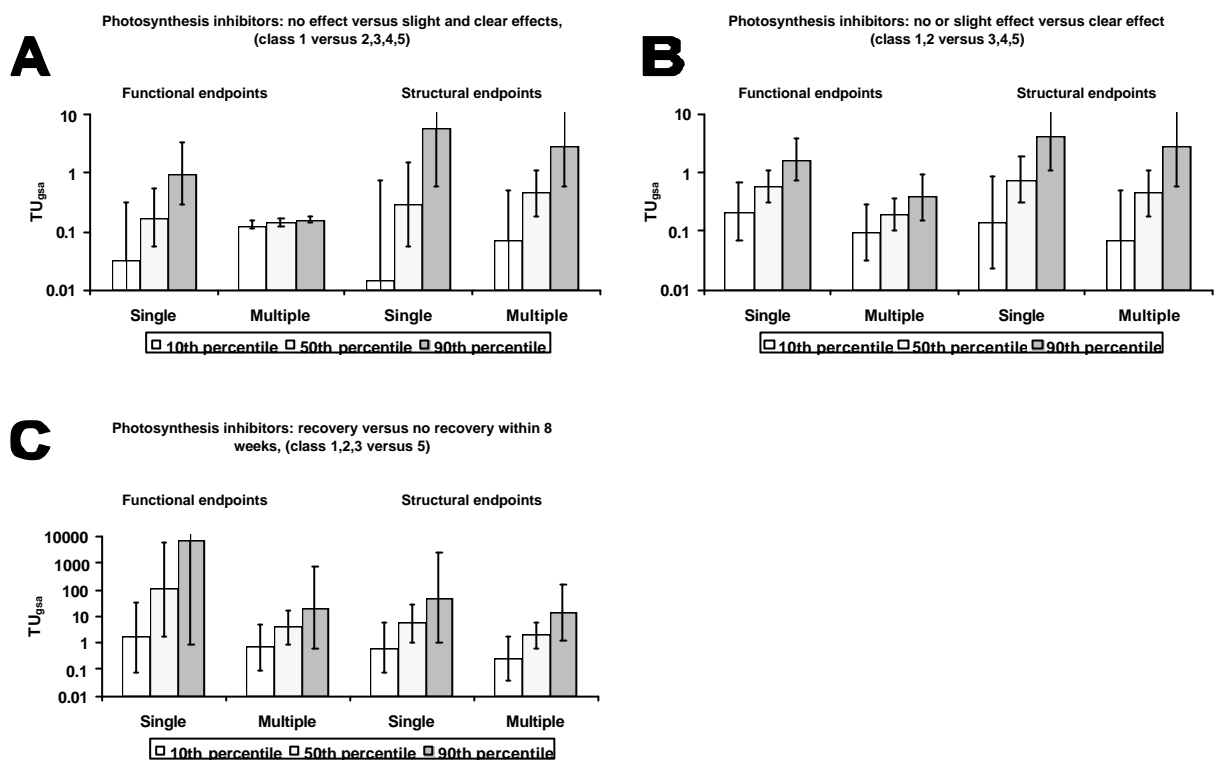 A
Photosynthesis inhibitors: no effect versus slight and clear effects,
(class 1 versus 2,3,4,5)
Functional endpoints
Structural endpoints
TUgsa
10
1
0.1
0.01
Single
Multiple
Single
Multiple
10th percentile
50th percentile
90th percentile
B
Photosynthesis inhibitors: no or slight effect versus clear effect
(class 1,2 versus 3,4,5)
Functional endpoints
Structural endpoints
TUgsa
10
1
0.1
0.01
Single
Multiple
Single
Multiple
10th percentile
50th percentile
90th percentile
C
Photosynthesis inhibitors: recovery versus no recovery within 8
weeks, (class 1,2,3 versus 5)
Functional endpoints
Structural endpoints
TUgsa
10000
1000
100
10
1
0.1
0.01
Single
Multiple
Single
Multiple
10th percentile
50th percentile
90th percentile